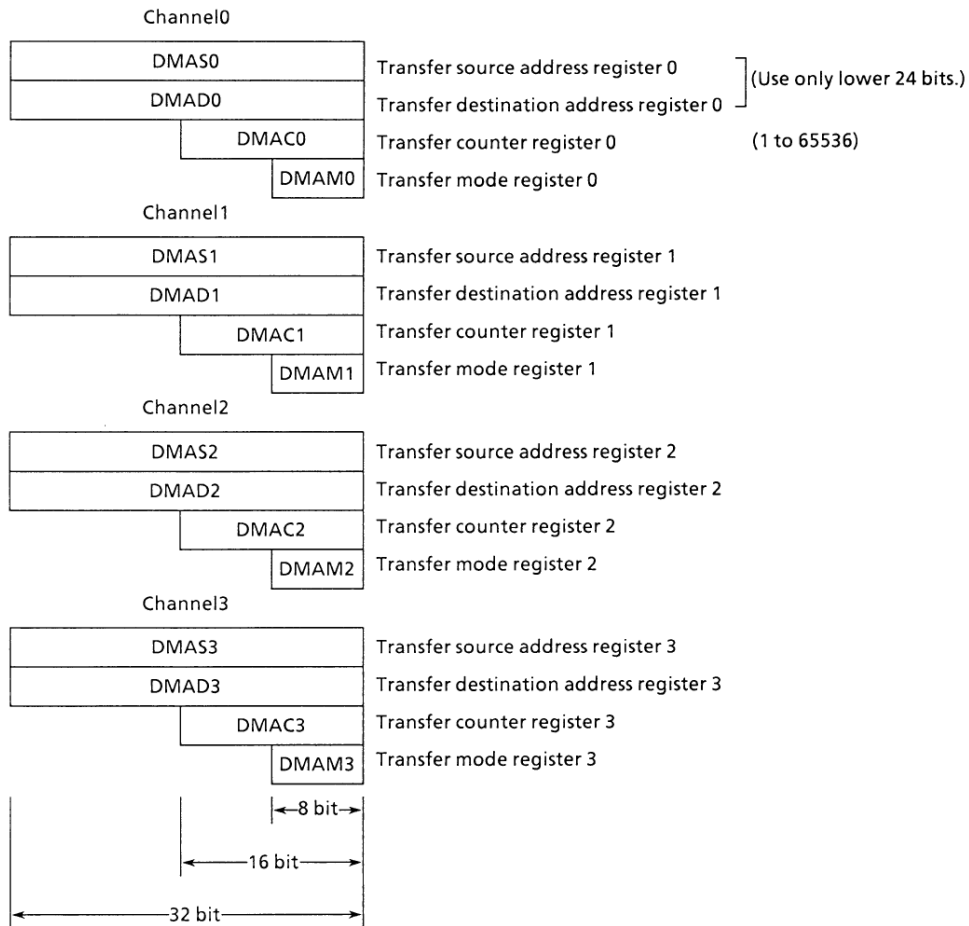 Channel0
DMAS0 Transfer source address register 0
(Use only lower 24 bits.)
DMAD0 Transfer destination address register 0
DMAC0 Transfer counter register 0 (1 to 65536)
DMAM0 Transfer mode register 0
Channel1
DMAS1 Transfer source address register 1
DMAD1 Transfer destination address register 1
DMAC1 Transfer counter register 1
DMAM1 Transfer mode register 1
Channel2
DMAS2 Transfer source address register 2
DMAD2 Transfer destination address register 2
DMAC2 Transfer counter register 2
DMAM2 Transfer mode register 2
Channel3
DMAS3 Transfer source address register 3
DMAD3 Transfer destination address register 3
DMAC3 Transfer counter register 3
DMAM3 Transfer mode register 3
8 bit
16 bit
32 bit